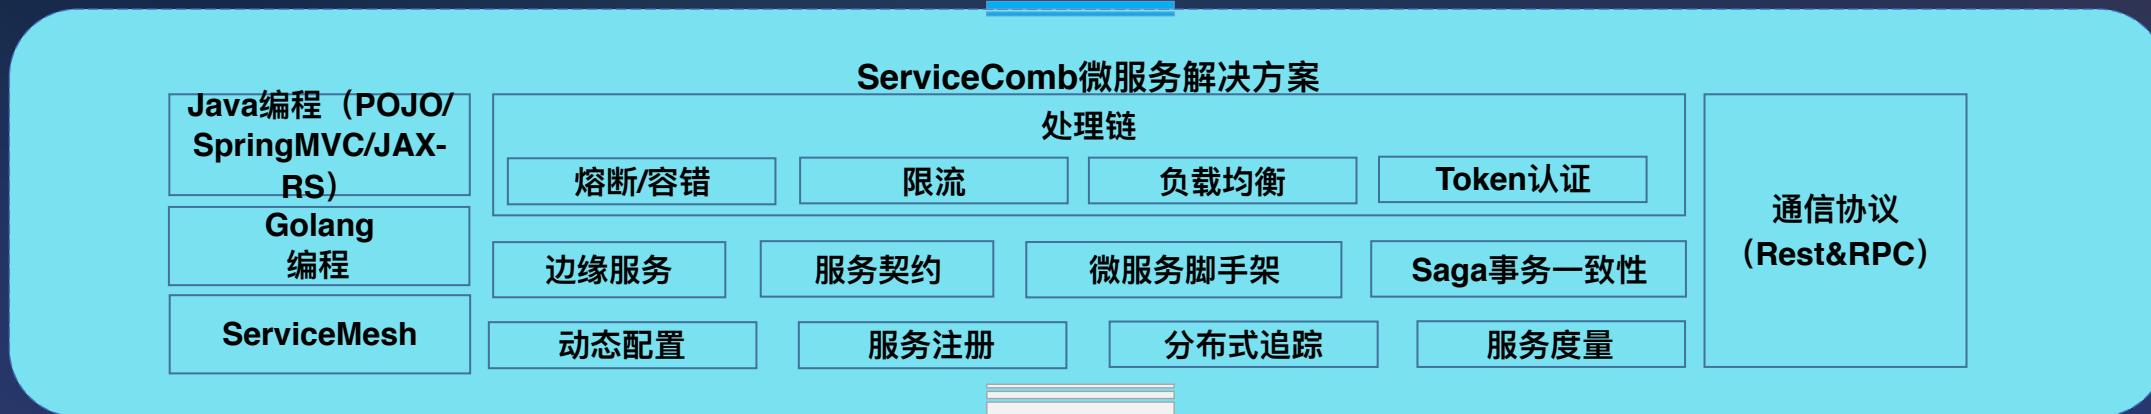 ServiceComb微服务解决方案
Java编程（POJO/
SpringMVC/JAX-
RS）
Golang
编程
ServiceMesh
处理链
熔断/容错
限流
负载均衡
Token认证
边缘服务
服务契约
微服务脚手架
Saga事务一致性
动态配置
服务注册
分布式追踪
服务度量
通信协议
（Rest&RPC）